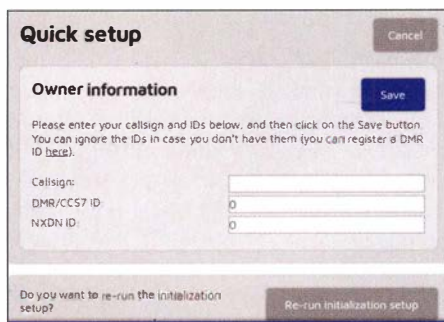 Quick setup
Cancel
Owner information
Save
Please enter your callsign and IDs below, and then click on the Save button.
You can ignore the IDs in case you don't have them (you can register a DMR
ID here).
Callsign:
DMR/CCS7 ID:
0
NXDN ID:
0
Do you want to re-run the initialization
setup?
Re-run initialization setup